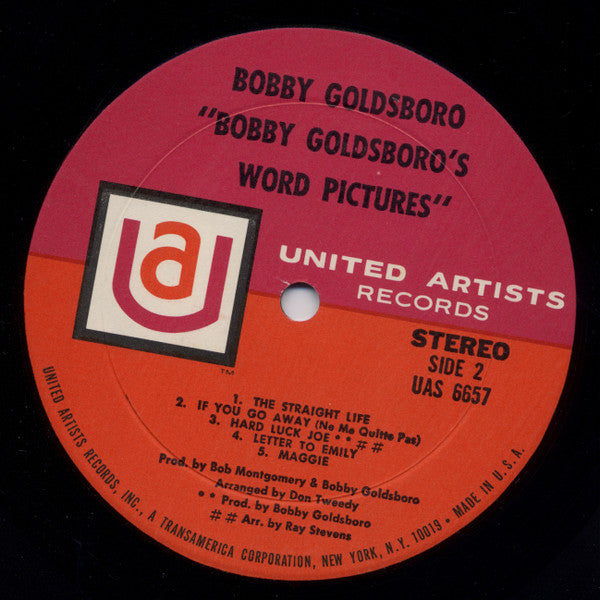 BOBBY GOLDSBORO
"BOBBY GOLDSBORO'S
WORD PICTURES"
ua
TM
UNITED ARTISTS
RECORDS
STEREO
SIDE 2
UAS 6657
1. THE STRAIGHT LIFE
2. IF YOU GO AWAY (Ne Me Quitte Pas)
3. HARD LUCK JOE * * # #
4. LETTER TO EMILY
5. MAGGIE
Prod. by Bob Montgomery & Bobby Goldsboro
Arranged by Don Tweedy
* * Prod. by Bobby Goldsboro
# # Arr. by Ray Stevens
UNITED ARTISTS RECORDS, INC., A TRANSAMERICA CORPORATION, NEW YORK, N.Y. 10019 • MADE IN U.S.A.